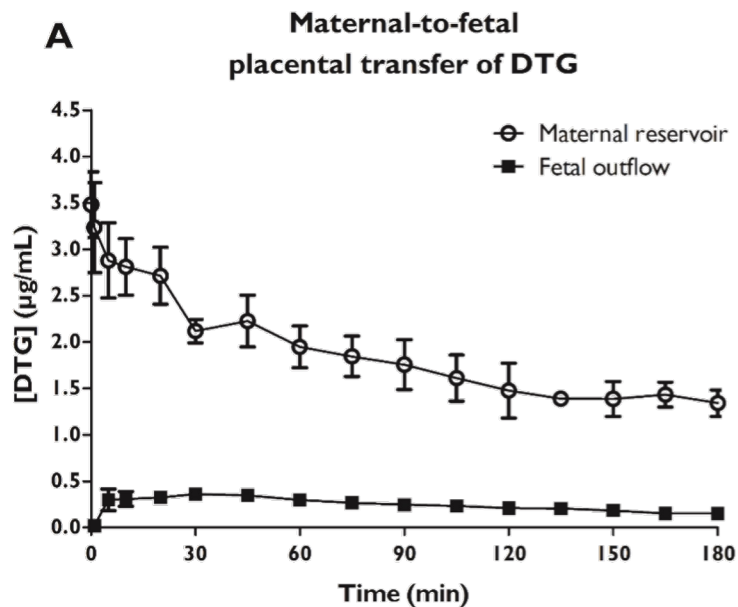 A
Maternal-to-fetal
placental transfer of DTG
4.5
4.0
3.5
3.0
2.5
2.0
1.5
1.0
0.5
0.0
[DTG] (µg/mL)
Maternal reservoir
Fetal outflow
0 30 60 90 120 150 180
Time (min)